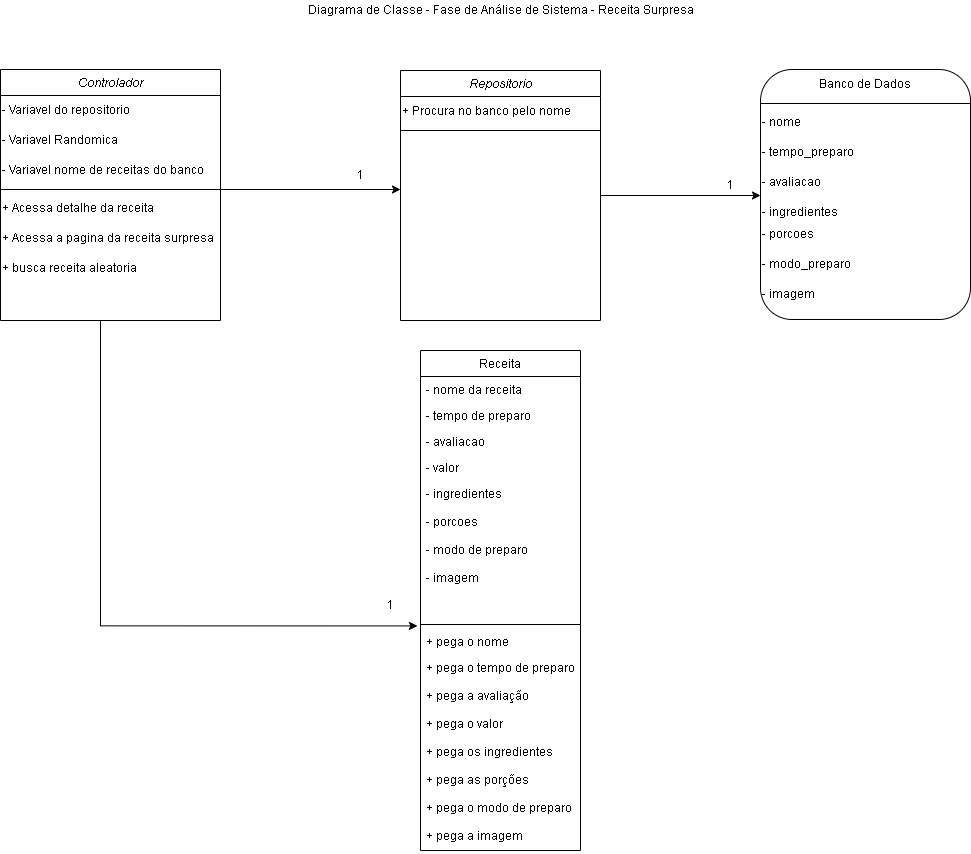 Diagrama de Classe - Fase de Análise de Sistema - Receita Surpresa
Controlador
- Variavel do repositorio
- Variavel Randomica
- Variavel nome de receitas do banco
+ Acessa detalhe da receita
+ Acessa a pagina da receita surpresa
+ busca receita aleatoria
1
Repositorio
+ Procura no banco pelo nome
1
Banco de Dados
- nome
- tempo_preparo
- avaliacao
- ingredientes
- porcoes
- modo_preparo
- imagem
1
Receita
- nome da receita
- tempo de preparo
- avaliacao
- valor
- ingredientes
- porcoes
- modo de preparo
- imagem
+ pega o nome
+ pega o tempo de preparo
+ pega a avaliação
+ pega o valor
+ pega os ingredientes
+ pega as porções
+ pega o modo de preparo
+ pega a imagem